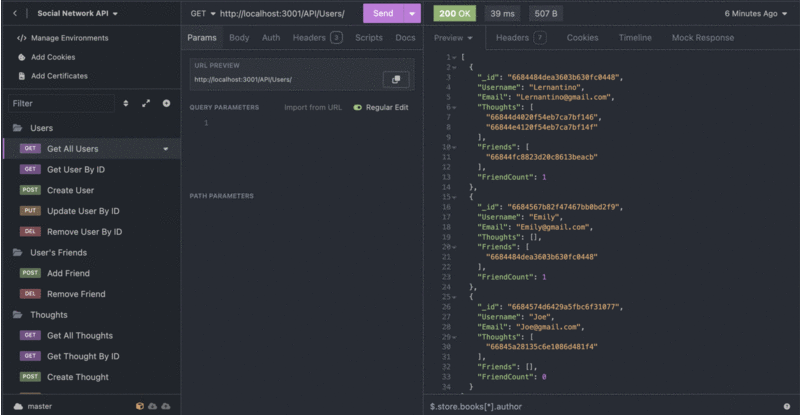 Social Network API
GET http://localhost:3001/API/Users/
Send
200 OK
39 ms
507 B
6 Minutes Ago
Manage Environments
Add Cookies
Add Certificates
Filter
Users
GET Get All Users
GET Get User By ID
POST Create User
PUT Update User By ID
DEL Remove User By ID
User's Friends
POST Add Friend
DEL Remove Friend
Thoughts
GET Get All Thoughts
GET Get Thought By ID
POST Create Thought
master
Params Body Auth Headers 3 Scripts Docs
URL PREVIEW
http://localhost:3001/API/Users/
QUERY PARAMETERS Import from URL Regular Edit
1
PATH PARAMETERS
Preview Headers 7 Cookies Timeline Mock Response
1 [
2 {
3 "_id": "6684484dea3603b630fc0448",
4 "Username": "Lernantino",
5 "Email": "Lernantino@gmail.com",
6 "Thoughts": [
7 "66844d4020f54eb7ca7bf146",
8 "66844e4120f54eb7ca7bf14f"
9 ],
10 "Friends": [
11 "66844fc8823d20c8613beacb"
12 ],
13 "FriendCount": 1
14 },
15 {
16 "_id": "6684567b82f47467bb0bd2f9",
17 "Username": "Emily",
18 "Email": "Emily@gmail.com",
19 "Thoughts": [],
20 "Friends": [
21 "6684484dea3603b630fc0448"
22 ],
23 "FriendCount": 1
24 },
25 {
26 "_id": "6684574d6429a5fbc6f31077",
27 "Username": "Joe",
28 "Email": "Joe@gmail.com",
29 "Thoughts": [
30 "66845a28135c6e1086d481f4"
31 ],
32 "Friends": [],
33 "FriendCount": 0
34 }
$.store.books[*].author